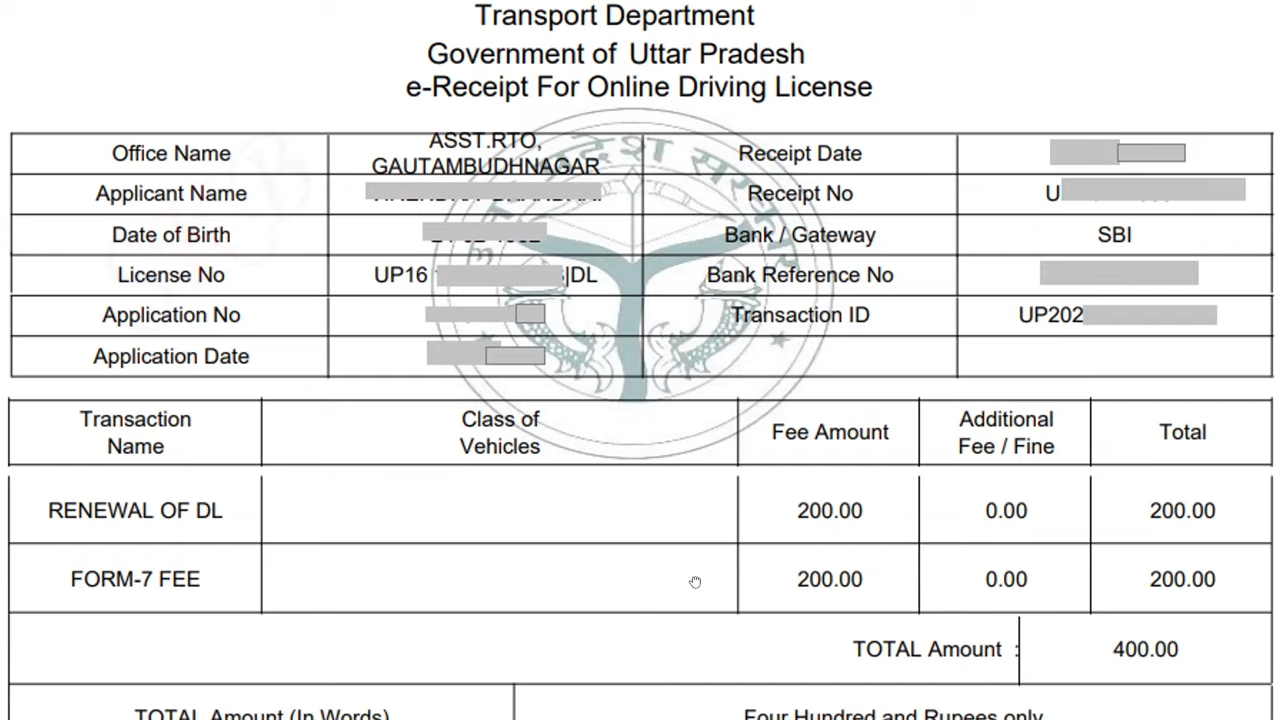 Transport Department
Government of Uttar Pradesh
e-Receipt For Online Driving License
Office Name
ASST.RTO,
GAUTAMBUDHNAGAR
Receipt Date
Applicant Name
Receipt No U
Date of Birth
Bank / Gateway SBI
License No UP16 |DL
Bank Reference No
Application No
Transaction ID UP202
Application Date
Transaction
Name
Class of
Vehicles
Fee Amount
Additional
Fee / Fine
Total
RENEWAL OF DL 200.00 0.00 200.00
FORM-7 FEE 200.00 0.00 200.00
TOTAL Amount : 400.00
TOTAL Amount (In Words) Four Hundred and Rupees only